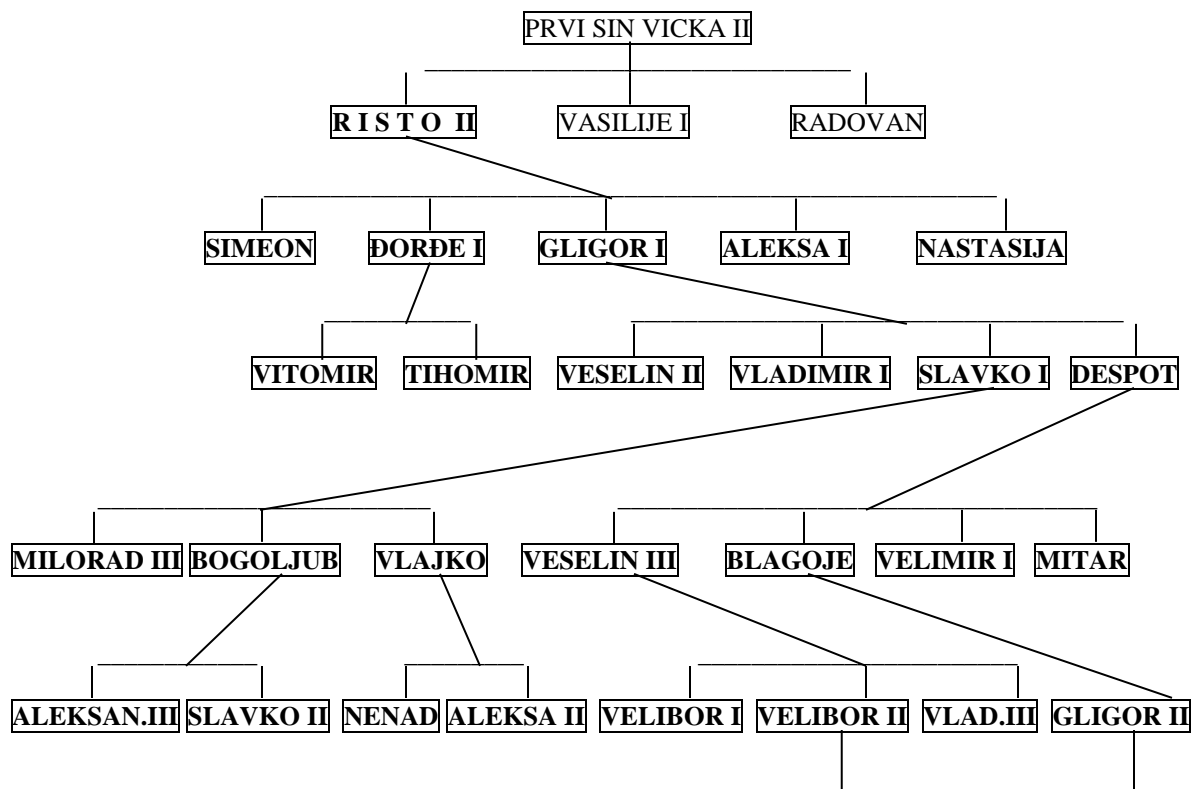 PRVI SIN VICKA II
R I S T O II VASILIJE I RADOVAN
SIMEON ĐORĐE I GLIGOR I ALEKSA I NASTASIJA
VITOMIR TIHOMIR VESELIN II VLADIMIR I SLAVKO I DESPOT
MILORAD III BOGOLJUB VLAJKO VESELIN III BLAGOJE VELIMIR I MITAR
ALEKSAN.III SLAVKO II NENAD ALEKSA II VELIBOR I VELIBOR II VLAD.III GLIGOR II